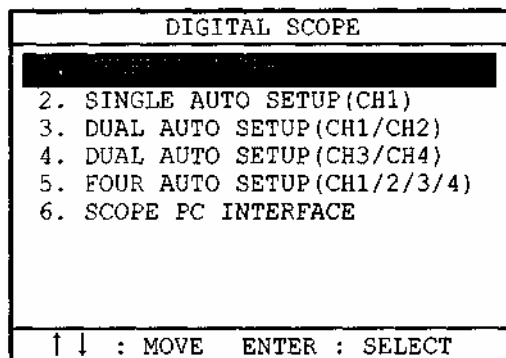 DIGITAL SCOPE
2. SINGLE AUTO SETUP(CH1)
3. DUAL AUTO SETUP(CH1/CH2)
4. DUAL AUTO SETUP(CH3/CH4)
5. FOUR AUTO SETUP(CH1/2/3/4)
6. SCOPE PC INTERFACE
↑↓ : MOVE ENTER : SELECT